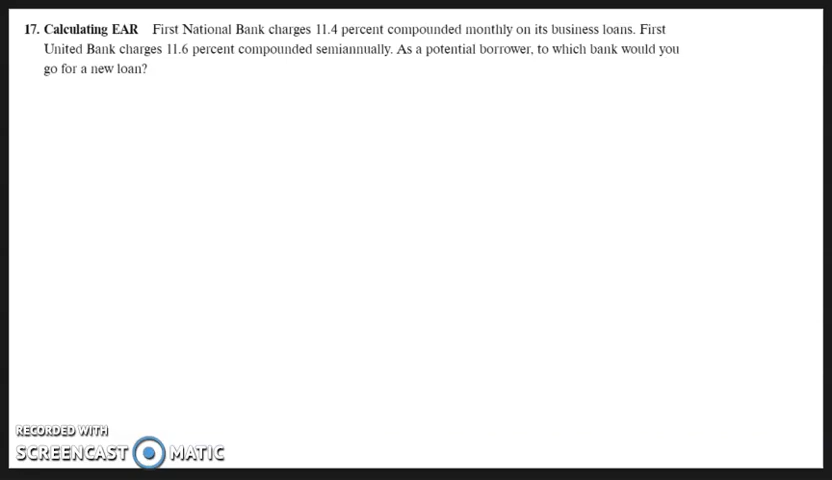 17. Calculating EAR First National Bank charges 11.4 percent compounded monthly on its business loans. First
United Bank charges 11.6 percent compounded semiannually. As a potential borrower, to which bank would you
go for a new loan?
RECORDED WITH
SCREENCAST MATIC